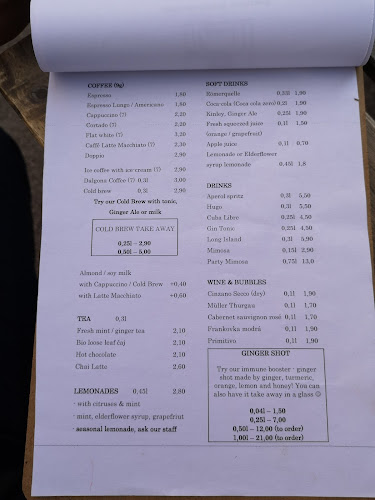 COFFEE (9g)
Espresso 1,80
Espresso Lungo / Americano 1,80
Cappuccino (7) 2,20
Cortado (7) 2,20
Flat white (7) 3,20
Caffé Latte Macchiato (7) 2,30
Doppio 2,90
Ice coffee with ice cream (7) 2,90
Dalgona Coffee (7) 0,3l 3,00
Cold brew 0,3l 2,90
Try our Cold Brew with tonic,
Ginger Ale or milk
COLD BREW TAKE AWAY
0,25l – 2,90
0,50l – 5,00
Almond / soy milk
with Cappuccino / Cold Brew +0,40
with Latte Macchiato +0,60
TEA 0,3l
Fresh mint / ginger tea 2,10
Bio loose leaf čaj 2,10
Hot chocolate 2,10
Chai Latte 2,60
LEMONADES 0,45l 2,80
- with citruses & mint
- mint, elderflower syrup, grapefruit
- seasonal lemonade, ask our staff
SOFT DRINKS
Römerquelle 0,33l 1,90
Coca cola (Coca cola zero) 0,2l 1,90
Kinley, Ginger Ale 0,25l 1,90
Fresh squeezed juice 0,1l 1,50
(orange / grapefruit)
Apple juice 0,1l 0,70
Lemonade or Elderflower
syrup lemonade 0,45l 1,8
DRINKS
Aperol spritz 0,3l 5,50
Hugo 0,3l 5,50
Cuba Libre 0,25l 4,50
Gin Tonic 0,25l 4,50
Long Island 0,3l 5,90
Mimosa 0,15l 2,90
Party Mimosa 0,75l 13,0
WINE & BUBBLES
Cinzano Secco (dry) 0,1l 1,90
Müller Thurgau 0,1l 1,70
Cabernet sauvignon rosé 0,1l 1,70
Frankovka modrá 0,1l 1,90
Primitivo 0,1l 1,90
GINGER SHOT
Try our immune booster - ginger
shot made by ginger, turmeric,
orange, lemon and honey! You can
also have it take away in a glass ☺
0,04l – 1,50
0,25l – 7,00
0,50l – 12,00 (to order)
1,00l – 21,00 (to order)